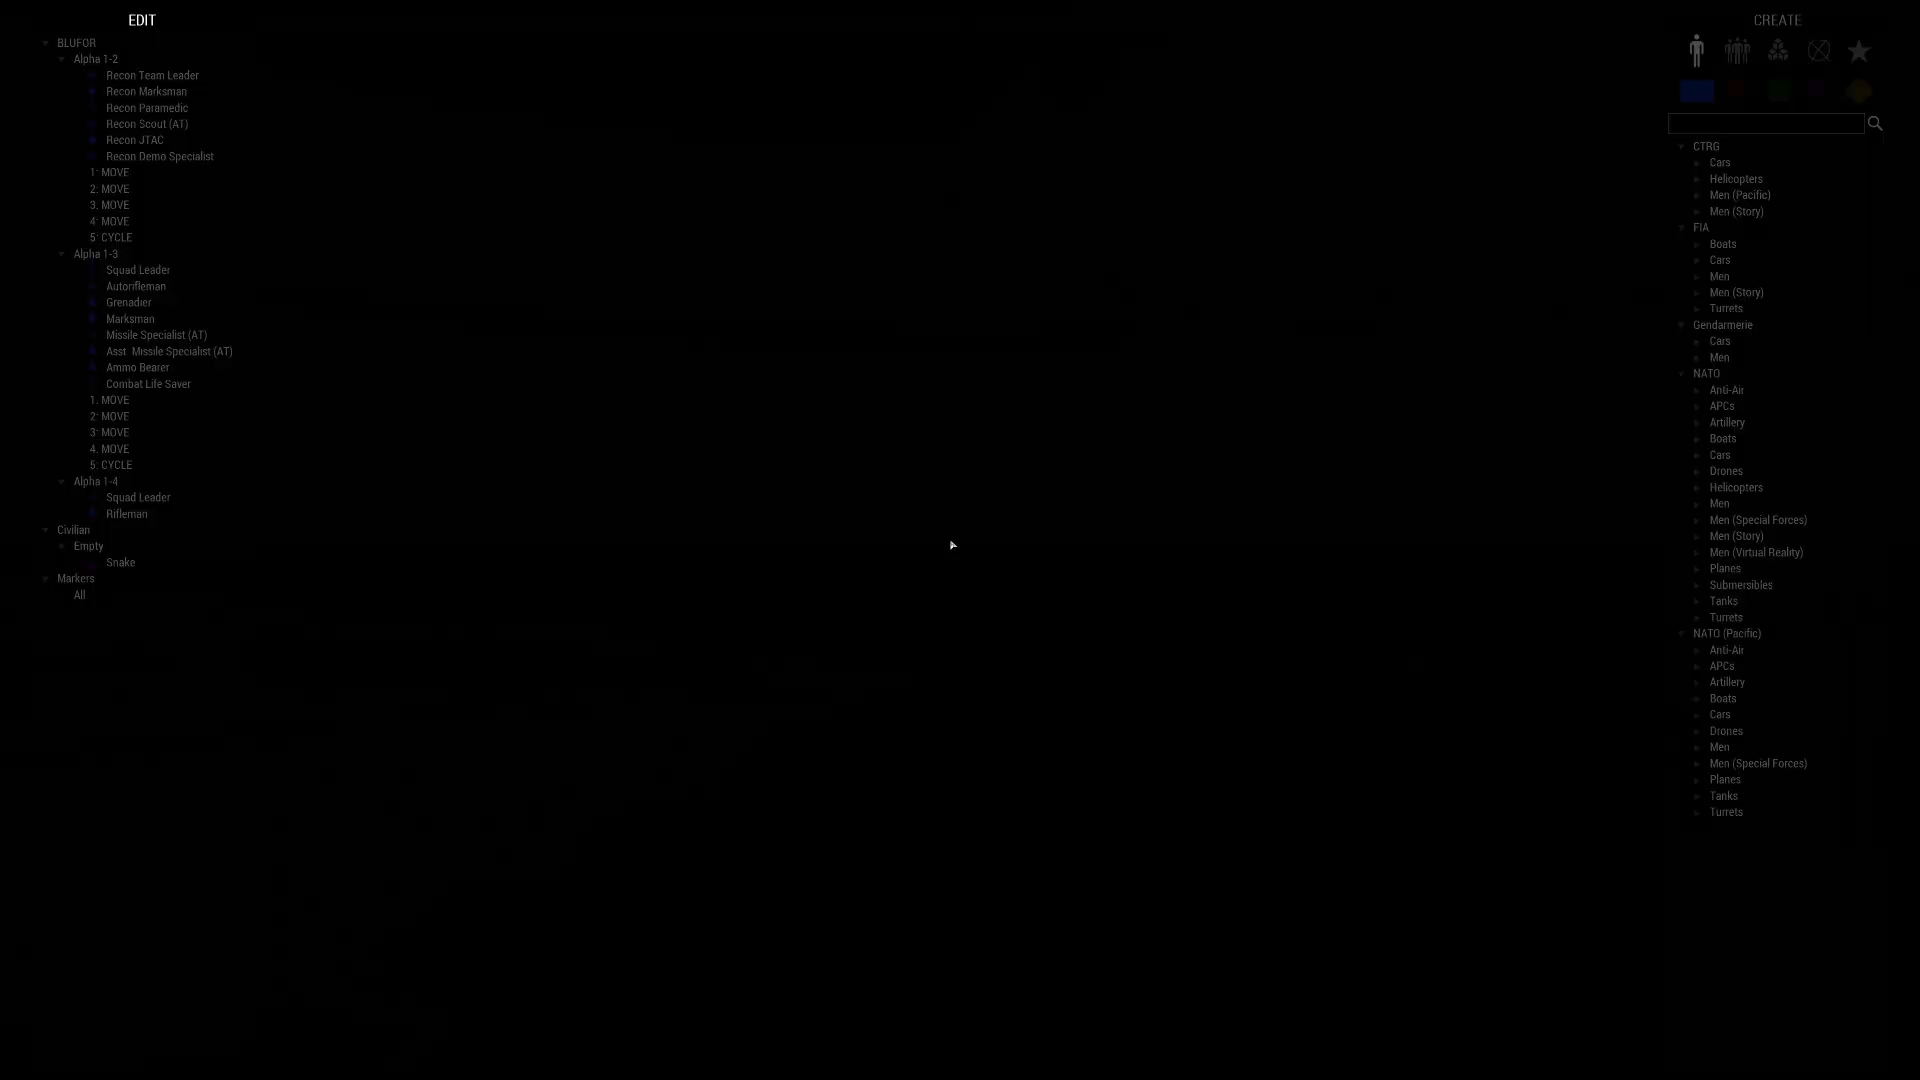 EDIT
BLUFOR
Alpha 1-2
Recon Team Leader
Recon Marksman
Recon Paramedic
Recon Scout (AT)
Recon JTAC
Recon Demo Specialist
1: MOVE
2: MOVE
3: MOVE
4: MOVE
5: CYCLE
Alpha 1-3
Squad Leader
Autorifleman
Grenadier
Marksman
Missile Specialist (AT)
Asst. Missile Specialist (AT)
Ammo Bearer
Combat Life Saver
1: MOVE
2: MOVE
3: MOVE
4: MOVE
5: CYCLE
Alpha 1-4
Squad Leader
Rifleman
Civilian
Empty
Snake
Markers
All
CREATE
CTRG
Cars
Helicopters
Men (Pacific)
Men (Story)
FIA
Boats
Cars
Men
Men (Story)
Turrets
Gendarmerie
Cars
Men
NATO
Anti-Air
APCs
Artillery
Boats
Cars
Drones
Helicopters
Men
Men (Special Forces)
Men (Story)
Men (Virtual Reality)
Planes
Submersibles
Tanks
Turrets
NATO (Pacific)
Anti-Air
APCs
Artillery
Boats
Cars
Drones
Men
Men (Special Forces)
Planes
Tanks
Turrets